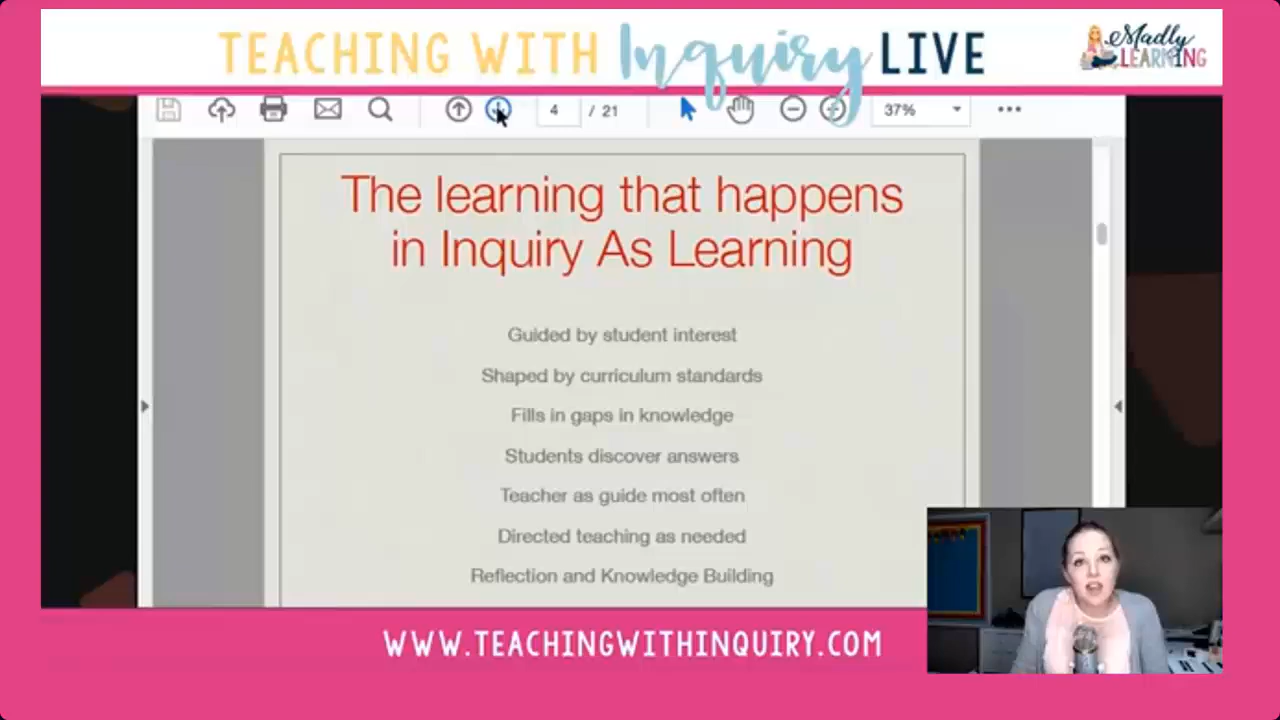 TEACHING WITH Inquiry LIVE
Madly LEARNING
4 / 21
37%
The learning that happens
in Inquiry As Learning
Guided by student interest
Shaped by curriculum standards
Fills in gaps in knowledge
Students discover answers
Teacher as guide most often
Directed teaching as needed
Reflection and Knowledge Building
WWW.TEACHINGWITHINQUIRY.COM